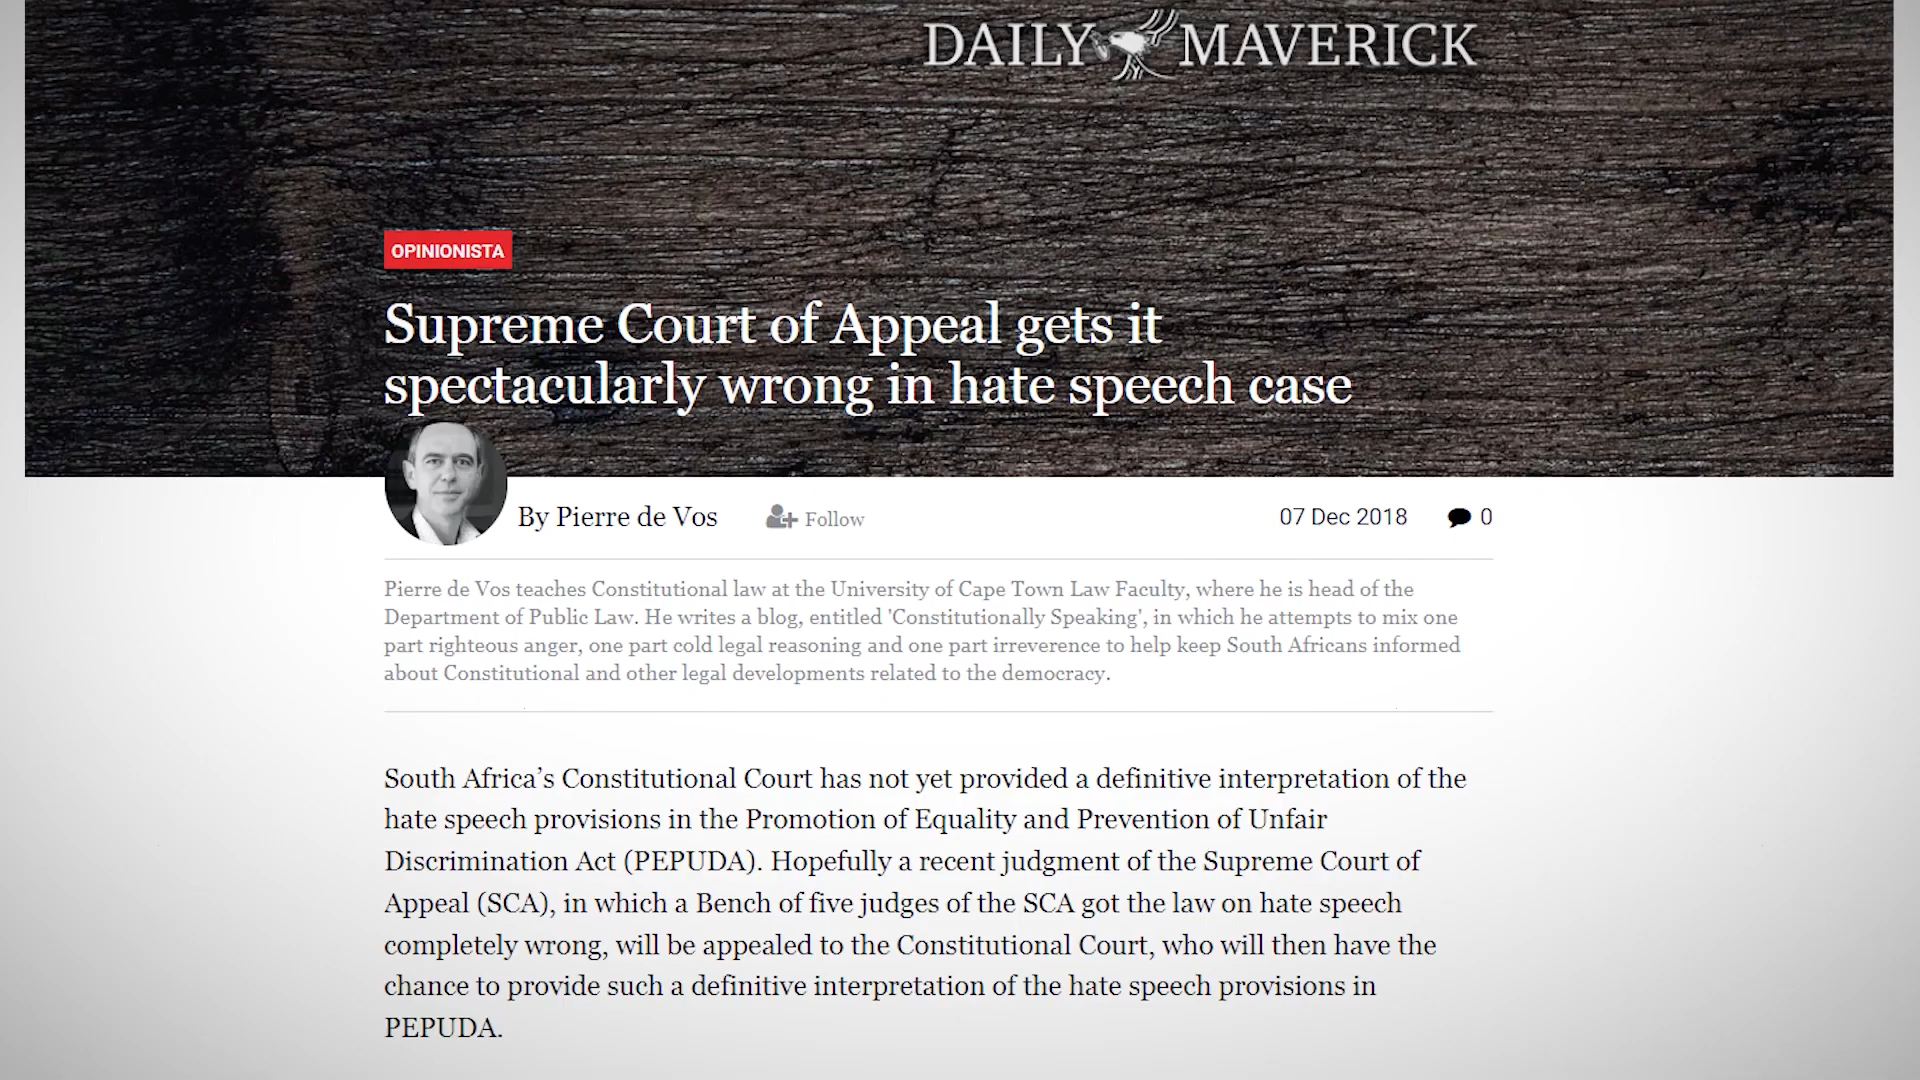 DAILY MAVERICK
OPINIONISTA
Supreme Court of Appeal gets it
spectacularly wrong in hate speech case
By Pierre de Vos
Follow
07 Dec 2018
0
Pierre de Vos teaches Constitutional law at the University of Cape Town Law Faculty, where he is head of the
Department of Public Law. He writes a blog, entitled 'Constitutionally Speaking', in which he attempts to mix one
part righteous anger, one part cold legal reasoning and one part irreverence to help keep South Africans informed
about Constitutional and other legal developments related to the democracy.
South Africa’s Constitutional Court has not yet provided a definitive interpretation of the
hate speech provisions in the Promotion of Equality and Prevention of Unfair
Discrimination Act (PEPUDA). Hopefully a recent judgment of the Supreme Court of
Appeal (SCA), in which a Bench of five judges of the SCA got the law on hate speech
completely wrong, will be appealed to the Constitutional Court, who will then have the
chance to provide such a definitive interpretation of the hate speech provisions in
PEPUDA.